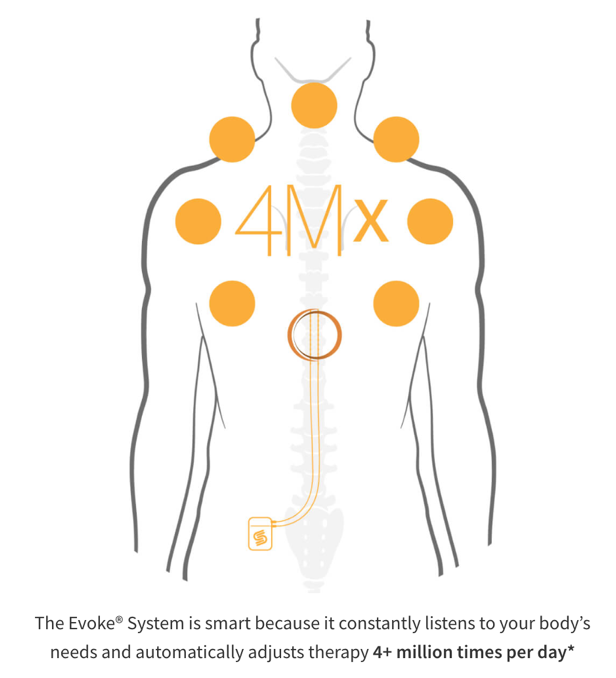 4Mx
The Evoke® System is smart because it constantly listens to your body’s
needs and automatically adjusts therapy 4+ million times per day*